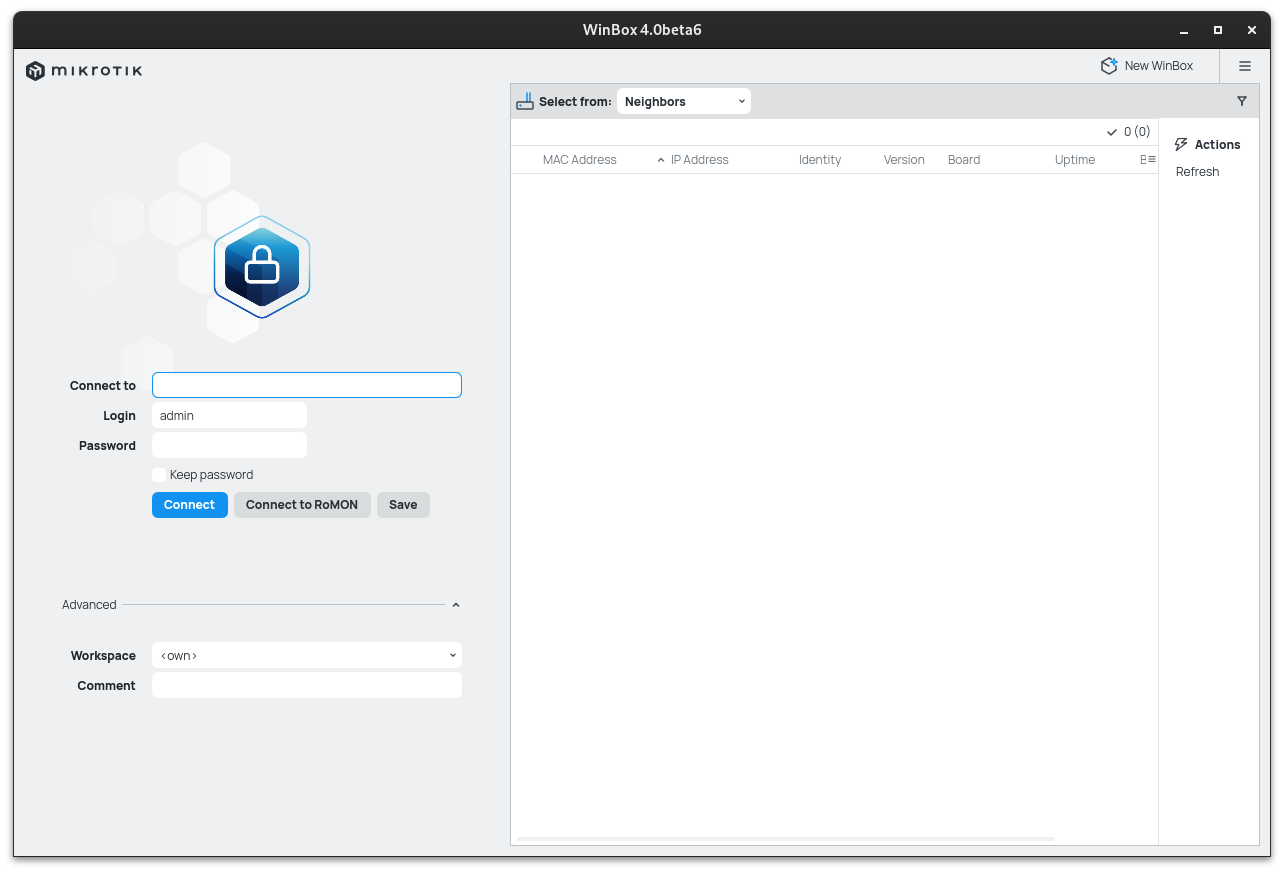 WinBox 4.0beta6
MIKROTIK
New WinBox
Select from: Neighbors
0 (0)
MAC Address IP Address Identity Version Board Uptime B
Actions
Refresh
Connect to
Login admin
Password
Keep password
Connect Connect to RoMON Save
Advanced
Workspace <own>
Comment